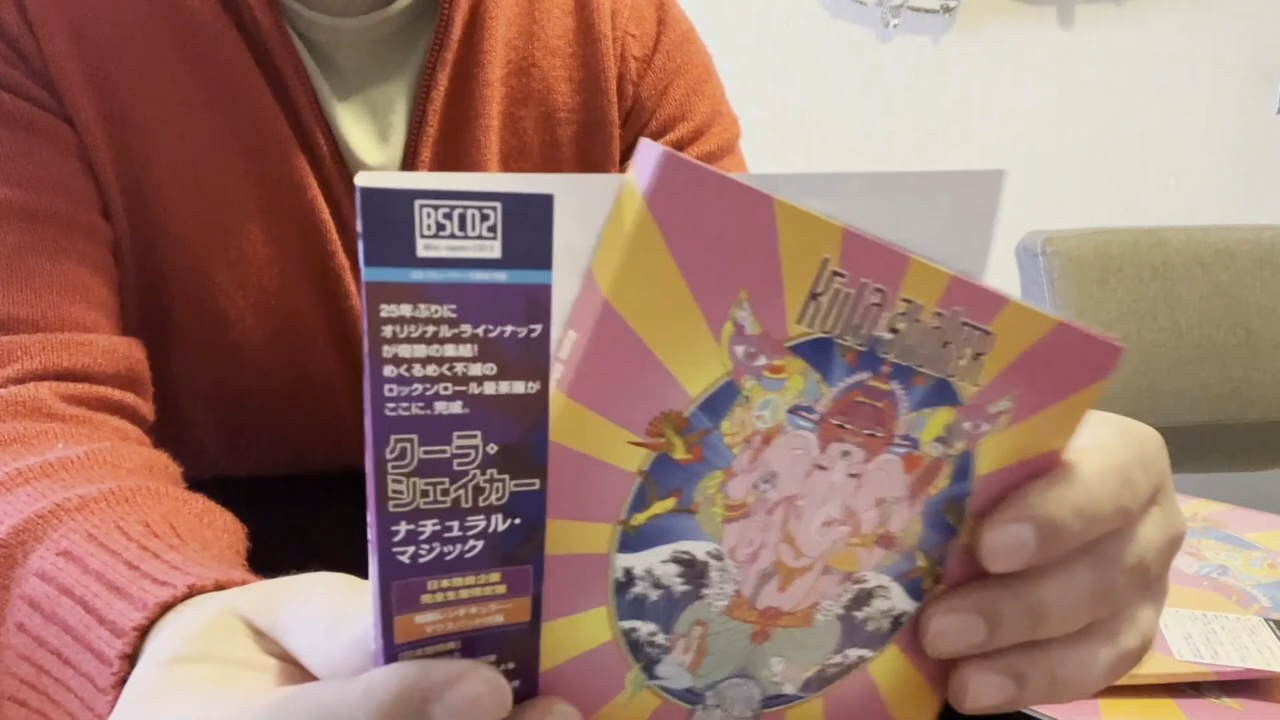 BSCD2
25年ぶりに
オリジナル・ラインナップ
が奇跡の集結!
めくるめく不滅の
ロックンロール曼荼羅が
ここに、完成。
クーラ・
シェイカー
ナチュラル・
マジック
日本独自企画
完全生産限定盤
KULA SHAKER